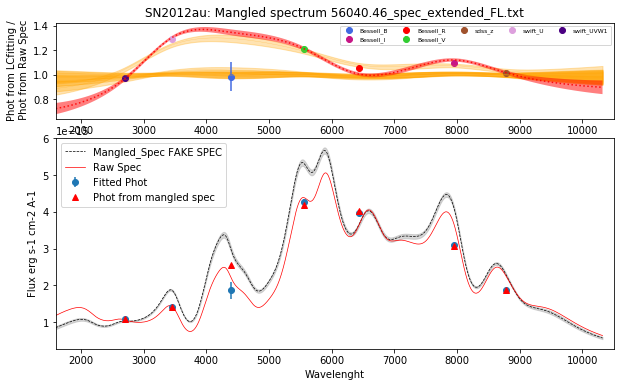 SN2012au: Mangled spectrum 56040.46_spec_extended_FL.txt
Phot from LCfitting /
Phot from Raw Spec
1.4
1.2
1.0
0.8
Bessell_B
Bessell_I
Bessell_R
Bessell_V
sdss_z
swift_U
swift_UVW1
2000 3000 4000 5000 6000 7000 8000 9000 10000
Flux erg s-1 cm-2 A-1
6
5
4
3
2
1
Mangled_Spec FAKE SPEC
Raw Spec
Fitted Phot
Phot from mangled spec
2000 3000 4000 5000 6000 7000 8000 9000 10000
Wavelenght